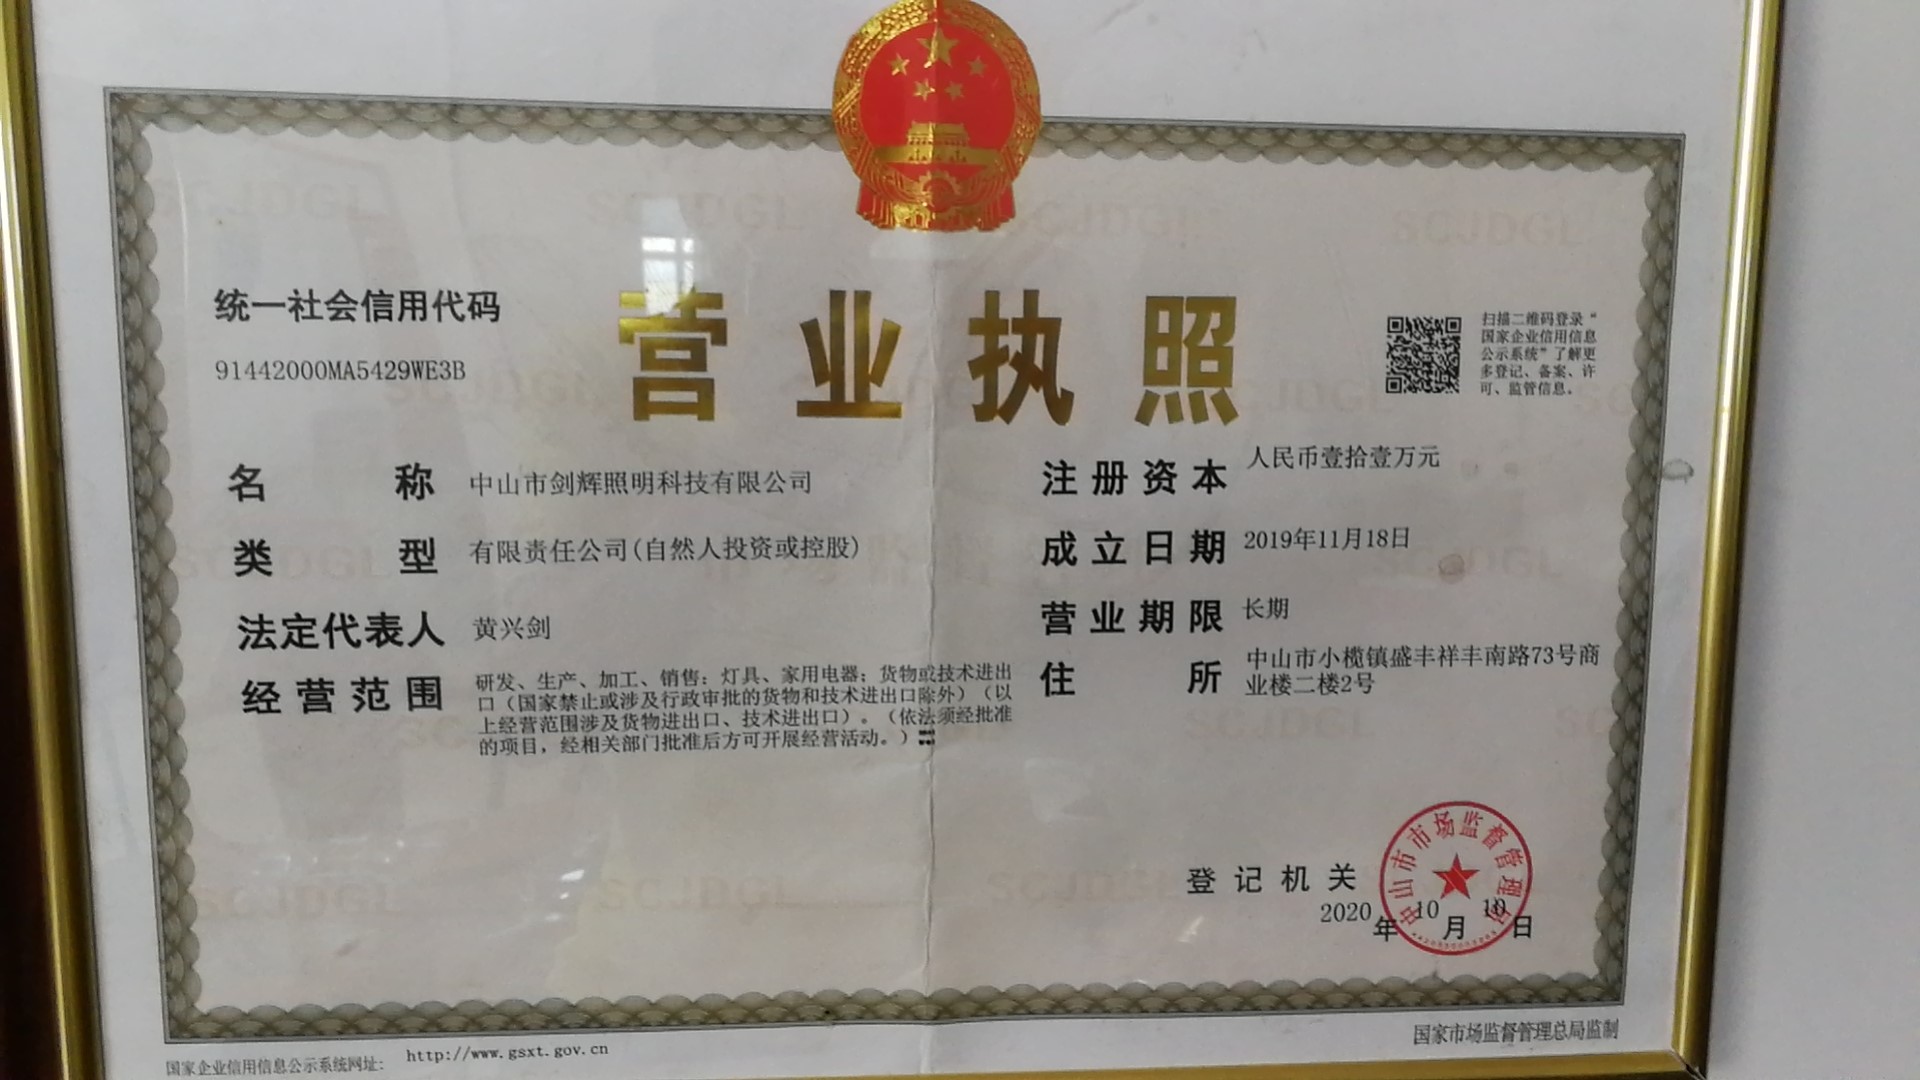 统一社会信用代码
91442000MA5429WE3B
营业执照
扫描二维码登录“
国家企业信用信息
公示系统”了解更
多登记、备案、许
可、监管信息。
名称 中山市剑辉照明科技有限公司
类型 有限责任公司(自然人投资或控股)
法定代表人 黄兴剑
经营范围 研发、生产、加工、销售：灯具、家用电器；货物或技术进出
口（国家禁止或涉及行政审批的货物和技术进出口除外）（以
上经营范围涉及货物进出口、技术进出口）。（依法须经批准
的项目，经相关部门批准后方可开展经营活动。）
注册资本 人民币壹拾壹万元
成立日期 2019年11月18日
营业期限 长期
住所 中山市小榄镇盛丰祥丰南路73号商
业楼二楼2号
登记机关
中山市市场监督管理局
2020年10月10日
国家企业信用信息公示系统网址： http://www.gsxt.gov.cn
国家市场监督管理总局监制
SCJDGL